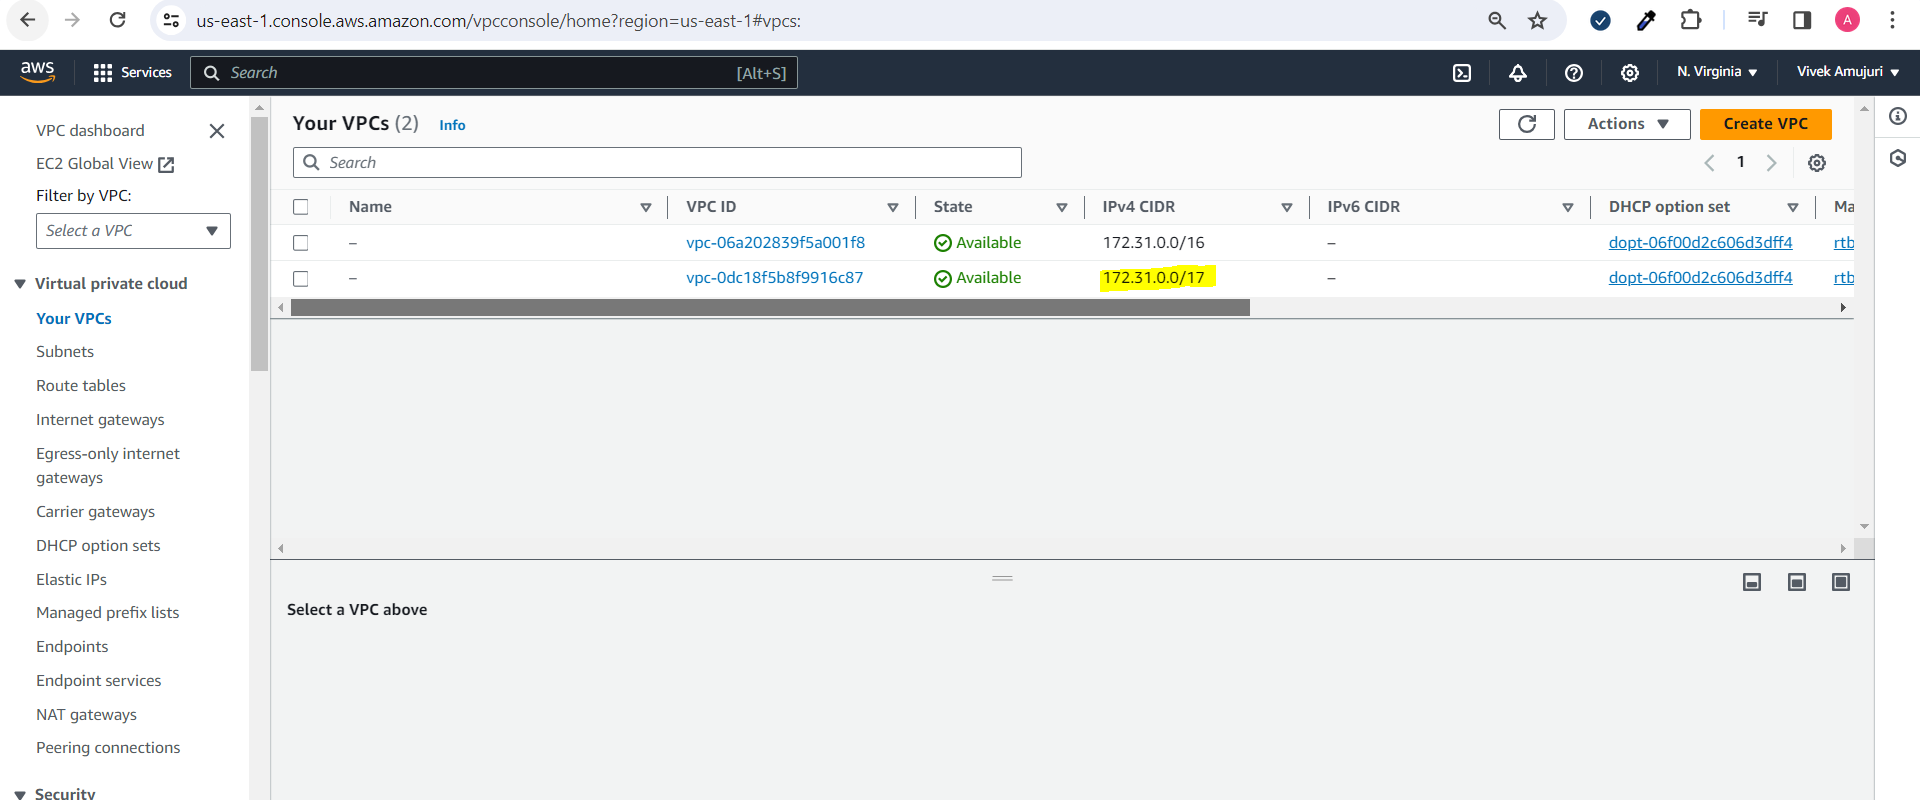 us-east-1.console.aws.amazon.com/vpcconsole/home?region=us-east-1#vpcs:
A
aws
Services
Search
[Alt+S]
N. Virginia
Vivek Amujuri
VPC dashboard
EC2 Global View
Filter by VPC:
Select a VPC
Virtual private cloud
Your VPCs
Subnets
Route tables
Internet gateways
Egress-only internet
gateways
Carrier gateways
DHCP option sets
Elastic IPs
Managed prefix lists
Endpoints
Endpoint services
NAT gateways
Peering connections
Security
Your VPCs (2) Info
Actions
Create VPC
Search
1
Name VPC ID State IPv4 CIDR IPv6 CIDR DHCP option set Ma
– vpc-06a202839f5a001f8 Available 172.31.0.0/16 – dopt-06f00d2c606d3dff4 rtb
– vpc-0dc18f5b8f9916c87 Available 172.31.0.0/17 – dopt-06f00d2c606d3dff4 rtb
Select a VPC above